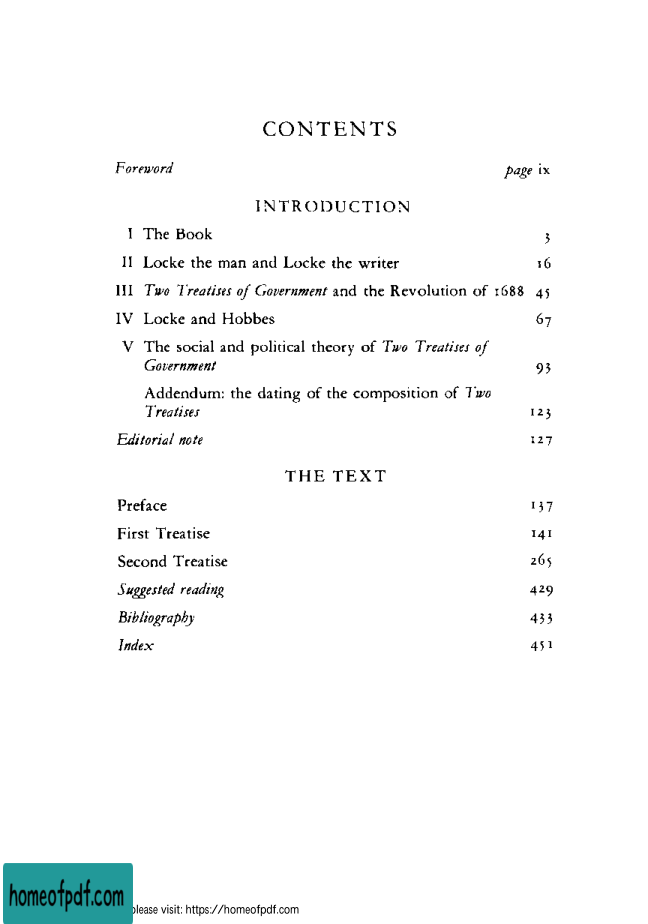 CONTENTS
Foreword page ix
INTRODUCTION
I The Book 3
II Locke the man and Locke the writer 16
III Two Treatises of Government and the Revolution of 1688 45
IV Locke and Hobbes 67
V The social and political theory of Two Treatises of
Government 93
Addendum: the dating of the composition of Two
Treatises 123
Editorial note 127
THE TEXT
Preface 137
First Treatise 141
Second Treatise 265
Suggested reading 429
Bibliography 433
Index 451
homeofpdf.com
please visit: https://homeofpdf.com